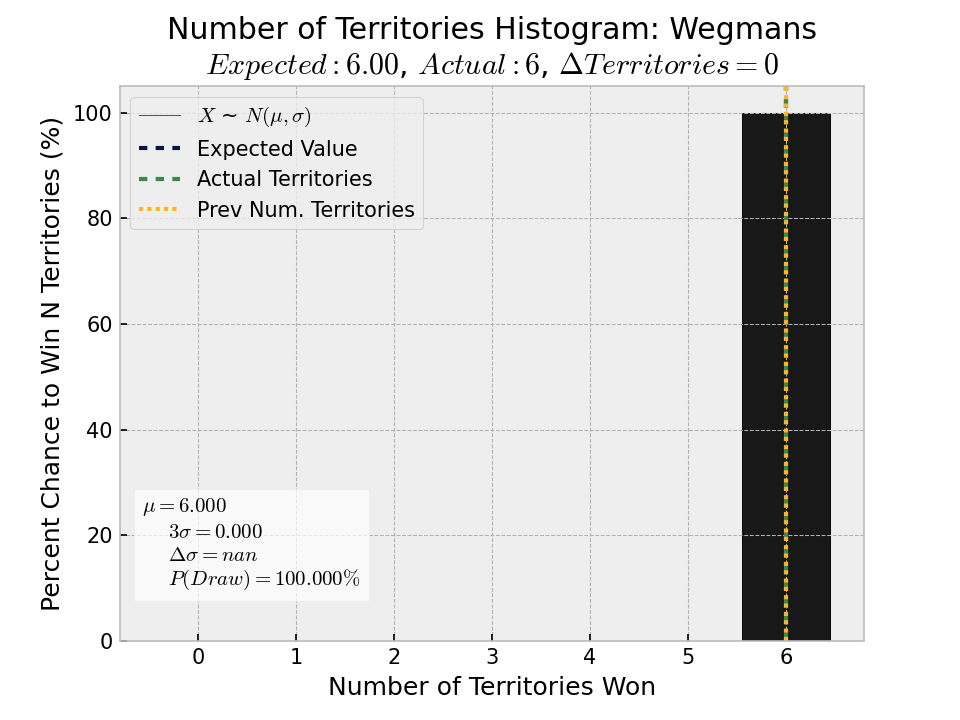 Number of Territories Histogram: Wegmans
Expected : 6.00, Actual : 6, ΔTerritories = 0
Percent Chance to Win N Territories (%)
100
80
60
40
20
0
X ~ N(μ, σ)
Expected Value
Actual Territories
Prev Num. Territories
μ = 6.000
3σ = 0.000
Δσ = nan
P(Draw) = 100.000%
0 1 2 3 4 5 6
Number of Territories Won